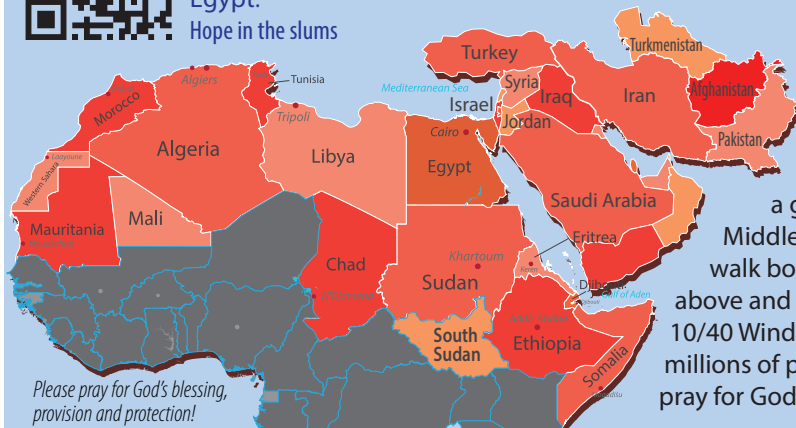 Egypt:
Hope in the slums
Turkmenistan
Turkey
Algiers
Tunisia
Mediterranean Sea
Syria
Afghanistan
Morocco
Israel
Iraq
Iran
Tripoli
Jordan
Cairo
Pakistan
Laayoune
Algeria
Libya
Egypt
Western Sahara
Saudi Arabia
a g
Mauritania
Mali
Middle
Eritrea
Chad
Khartoum
walk bo
Sudan
Djibouti
Gulf of Aden
above and
Ethiopia
10/40 Wind
South
Sudan
Somalia
millions of p
Please pray for God's blessing,
pray for God
provision and protection!